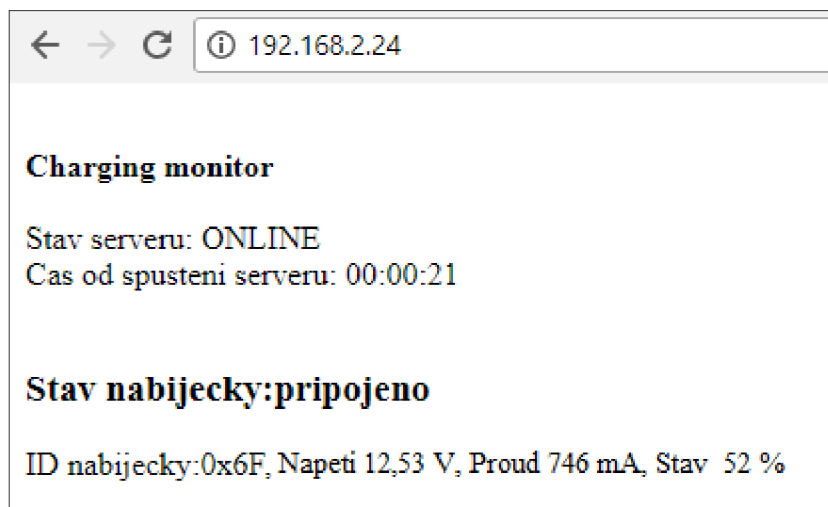 192.168.2.24
Charging monitor
Stav serveru: ONLINE
Cas od spusteni serveru: 00:00:21
Stav nabijecky:pripojeno
ID nabijecky:0x6F, Napeti 12,53 V, Proud 746 mA, Stav  52 %